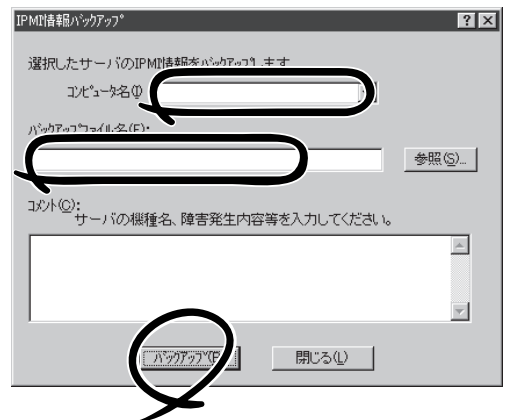 IPMI情報ﾊﾞｯｸｱｯﾌﾟ
選択したサーバのIPMI情報をﾊﾞｯｸｱｯﾌﾟします
ｺﾝﾋﾟｭｰﾀ名(I)
ﾊﾞｯｸｱｯﾌﾟﾌｧｲﾙ名(F):
参照(S)...
ｺﾒﾝﾄ(C):
サーバの機種名、障害発生内容等を入力してください。
ﾊﾞｯｸｱｯﾌﾟ(
閉じる(L)